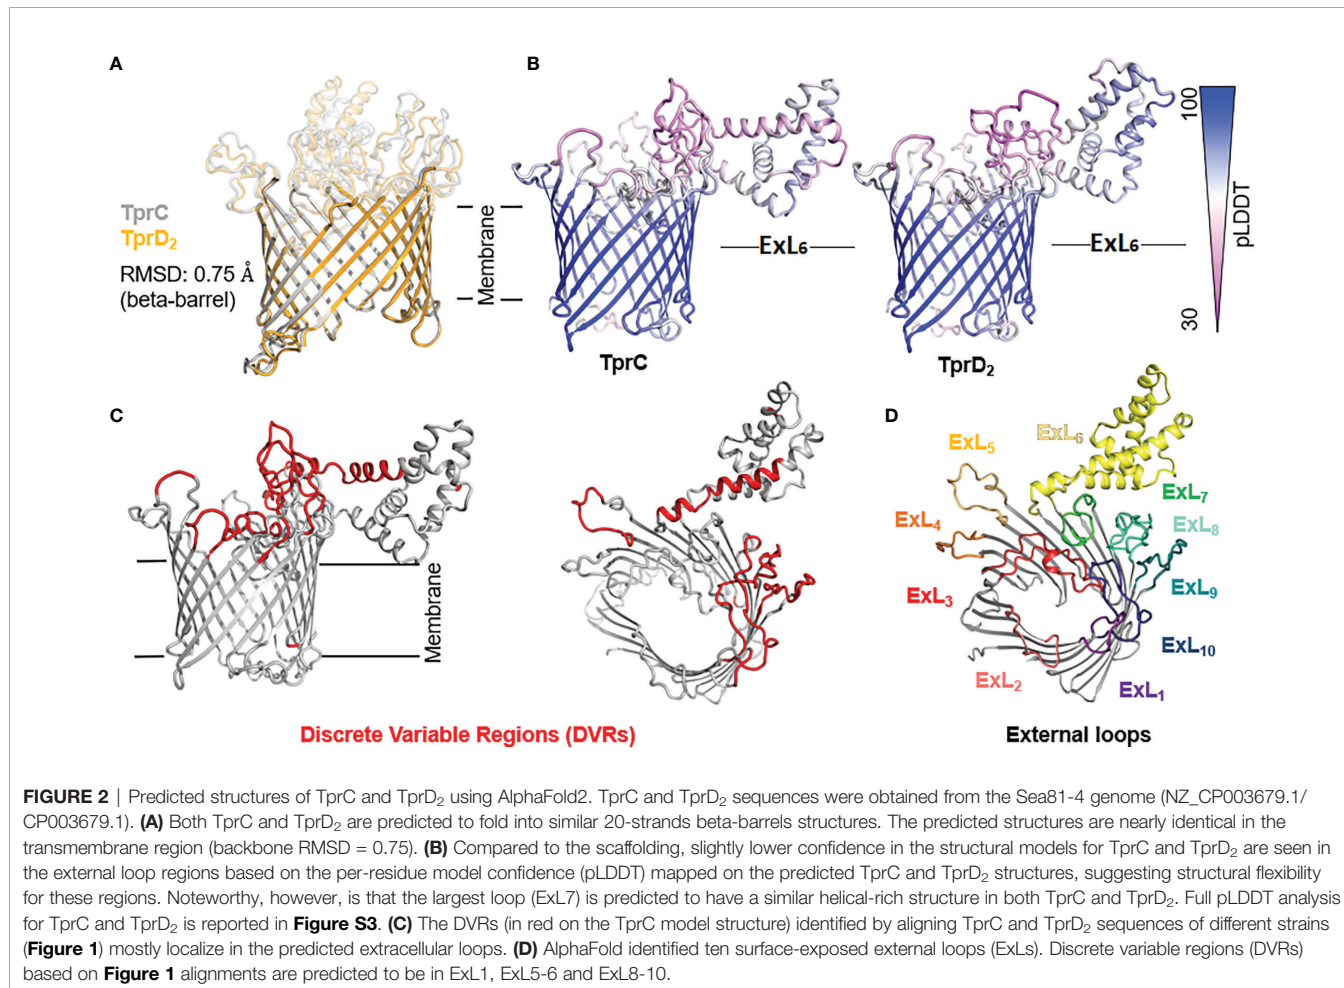 A
B
TprC
TprD₂
RMSD: 0.75 Å
(beta-barrel)
Membrane
ExL₆
ExL₆
TprC
TprD₂
100
pLDDT
30
C
Membrane
Discrete Variable Regions (DVRs)
D
ExL₅
ExL₆
ExL₇
ExL₄
ExL₈
ExL₃
ExL₉
ExL₁₀
ExL₂
ExL₁
External loops
FIGURE 2 | Predicted structures of TprC and TprD₂ using AlphaFold2. TprC and TprD₂ sequences were obtained from the Sea81-4 genome (NZ_CP003679.1/
CP003679.1). (A) Both TprC and TprD₂ are predicted to fold into similar 20-strands beta-barrels structures. The predicted structures are nearly identical in the
transmembrane region (backbone RMSD = 0.75). (B) Compared to the scaffolding, slightly lower confidence in the structural models for TprC and TprD₂ are seen in
the external loop regions based on the per-residue model confidence (pLDDT) mapped on the predicted TprC and TprD₂ structures, suggesting structural flexibility
for these regions. Noteworthy, however, is that the largest loop (ExL7) is predicted to have a similar helical-rich structure in both TprC and TprD₂. Full pLDDT analysis
for TprC and TprD₂ is reported in Figure S3. (C) The DVRs (in red on the TprC model structure) identified by aligning TprC and TprD₂ sequences of different strains
(Figure 1) mostly localize in the predicted extracellular loops. (D) AlphaFold identified ten surface-exposed external loops (ExLs). Discrete variable regions (DVRs)
based on Figure 1 alignments are predicted to be in ExL1, ExL5-6 and ExL8-10.